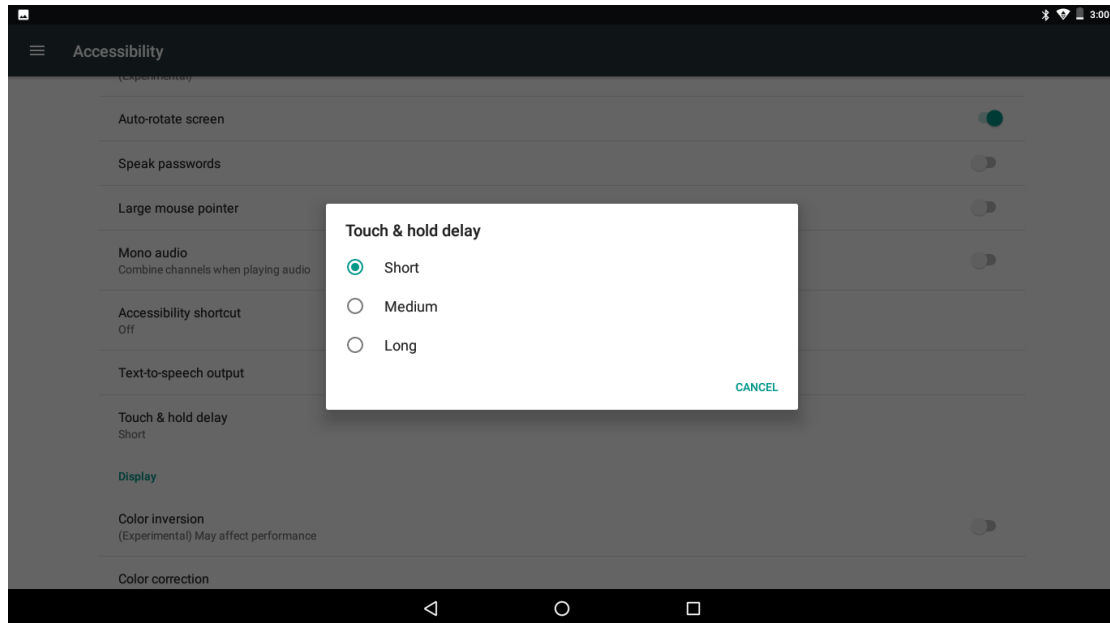 3:00
Accessibility
(Experimental)
Auto-rotate screen
Speak passwords
Large mouse pointer
Mono audio
Combine channels when playing audio
Accessibility shortcut
Off
Text-to-speech output
Touch & hold delay
Short
Display
Color inversion
(Experimental) May affect performance
Color correction
Touch & hold delay
Short
Medium
Long
CANCEL